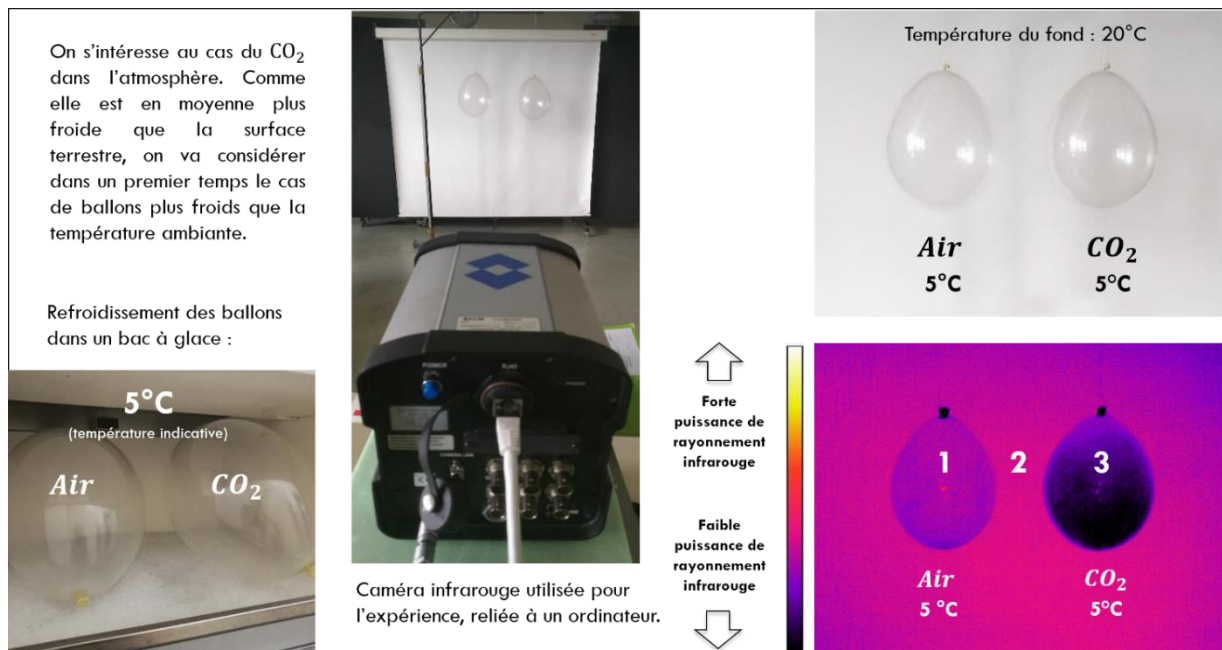 On s’intéresse au cas du CO₂
dans l’atmosphère. Comme
elle est en moyenne plus
froide que la surface
terrestre, on va considérer
dans un premier temps le cas
de ballons plus froids que la
température ambiante.
Refroidissement des ballons
dans un bac à glace :
5°C
(température indicative)
Air
CO₂
POWER
RJ45
CAMERA LINK
Caméra infrarouge utilisée pour
l’expérience, reliée à un ordinateur.
Température du fond : 20°C
Air
CO₂
5°C
5°C
Forte
puissance de
rayonnement
infrarouge
Faible
puissance de
rayonnement
infrarouge
1
2
3
Air
CO₂
5 °C
5°C